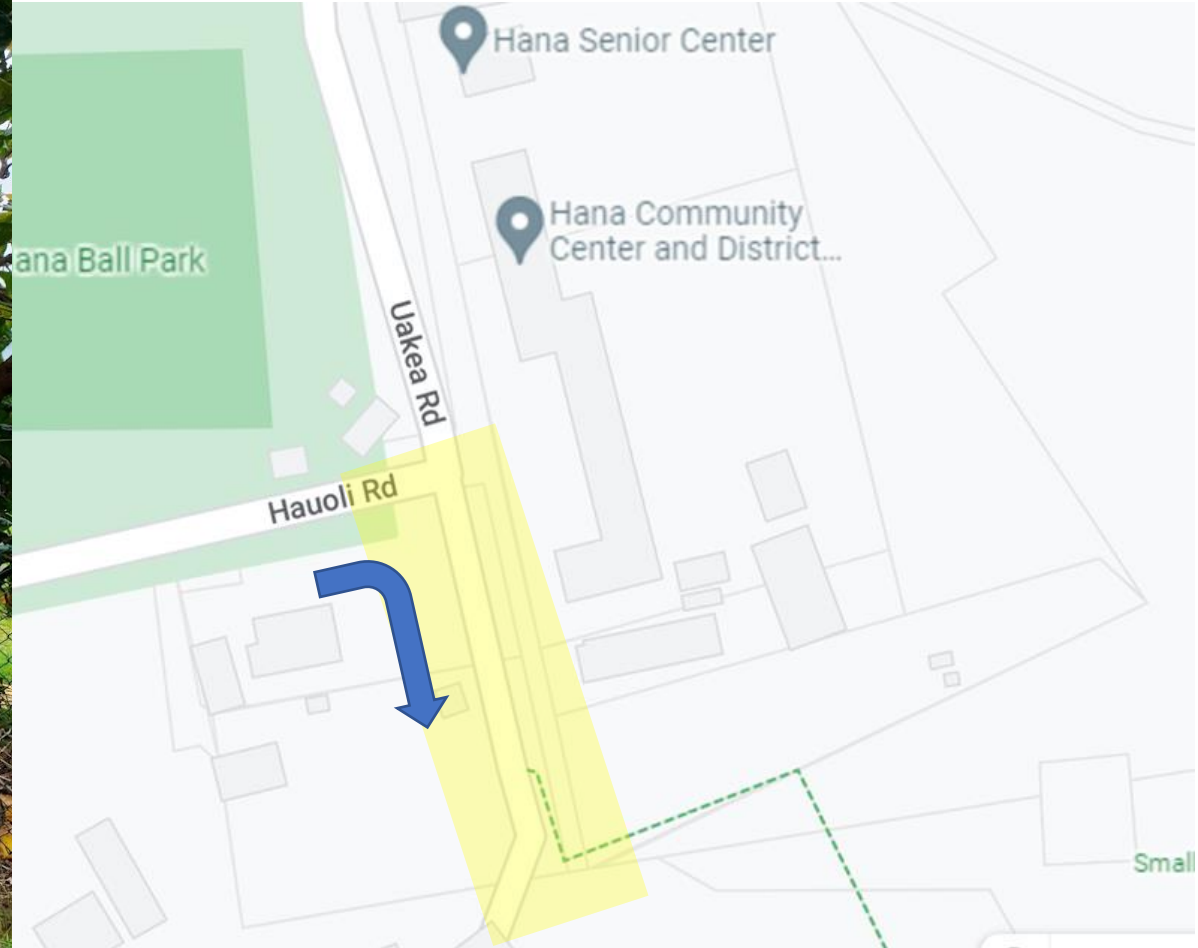 Hana Senior Center
Hana Community
Center and District...
ana Ball Park
Uakea Rd
Hauoli Rd
Small